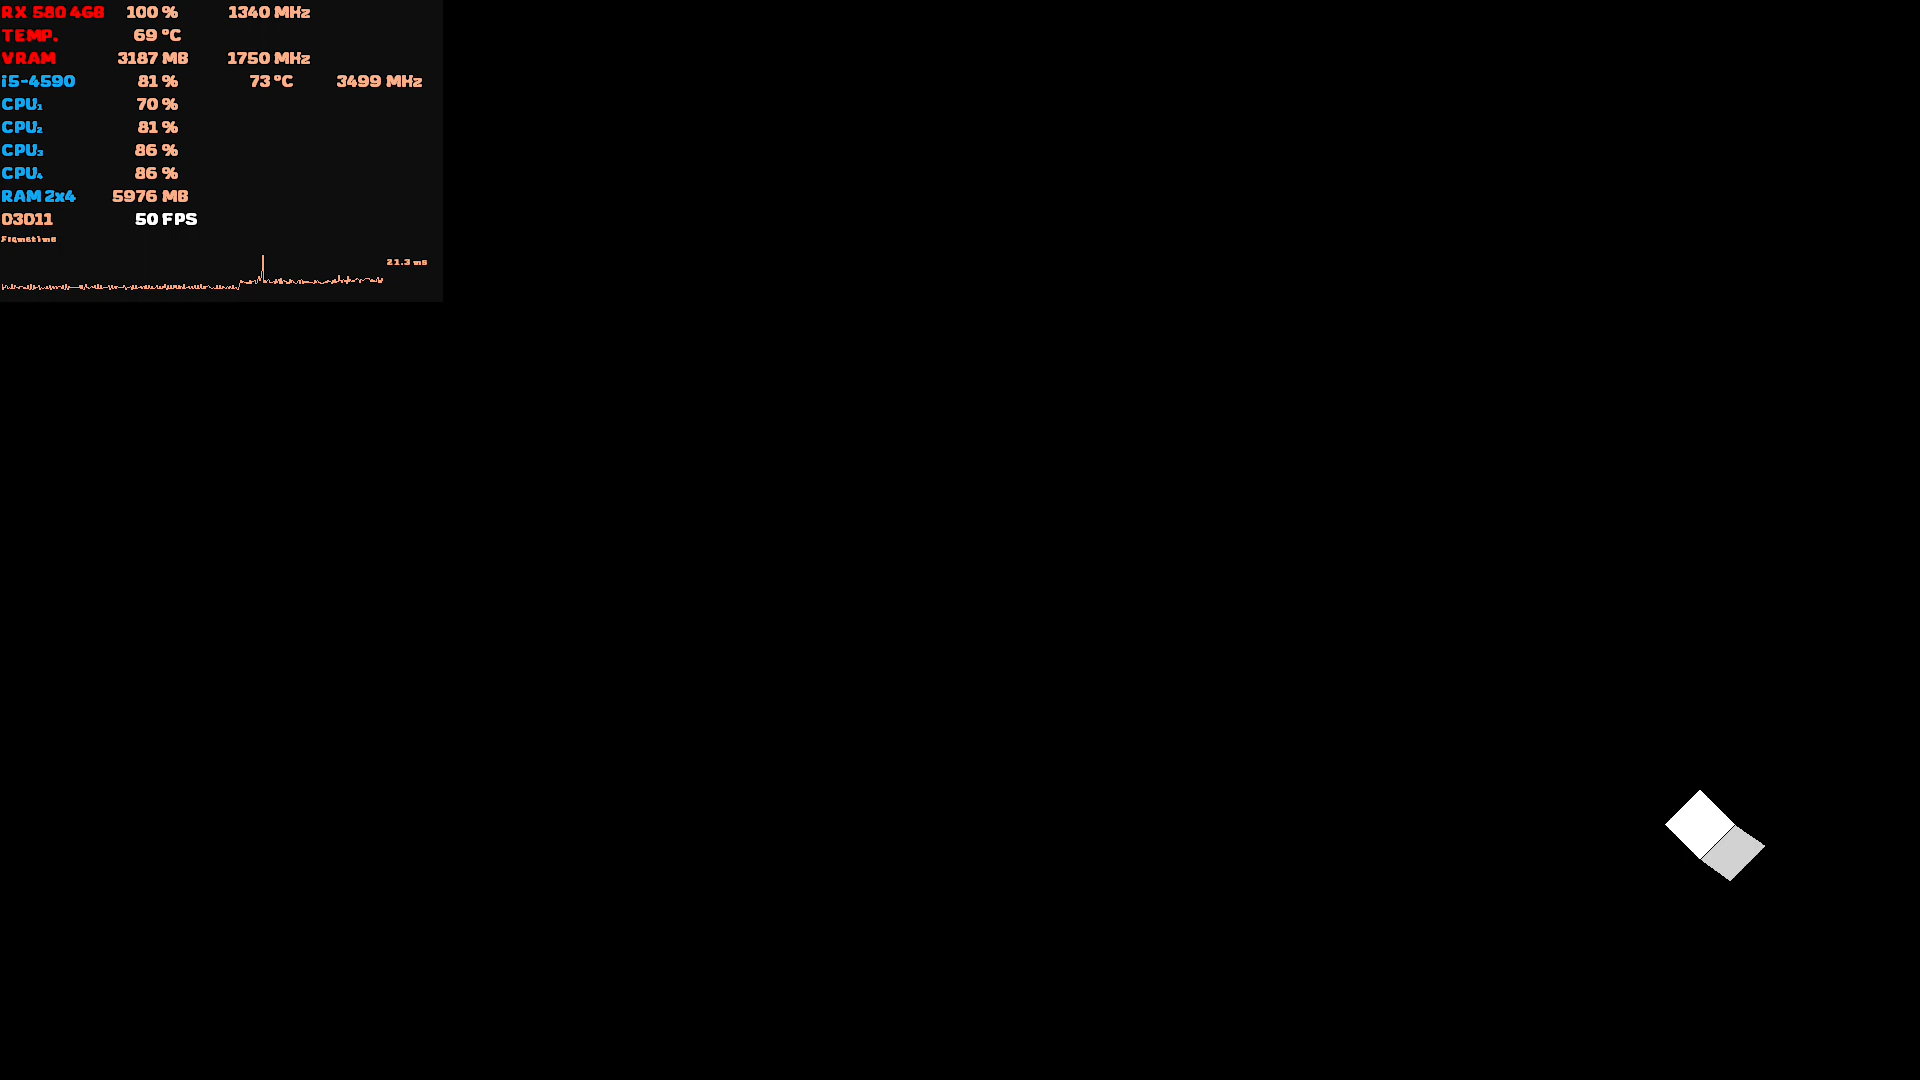 RX 580 4GB 100 % 1340 MHz
TEMP. 69 °C
VRAM 3187 MB 1750 MHz
i5-4590 81 % 73 °C 3499 MHz
CPU₁ 70 %
CPU₂ 81 %
CPU₃ 86 %
CPU₄ 86 %
RAM 2x4 5976 MB
D3D11 50 FPS
Frametime
21.3 ms